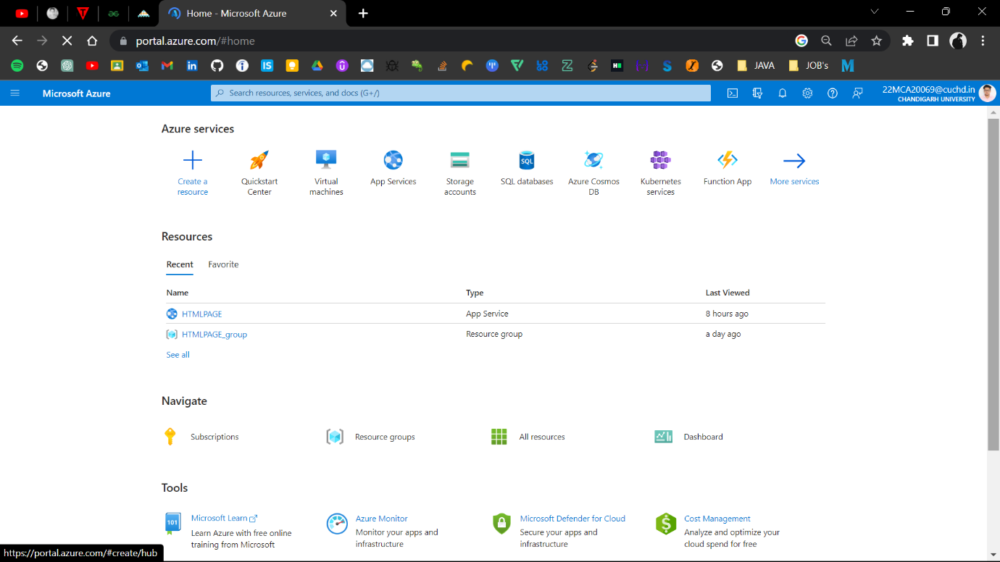 Home - Microsoft Azure
portal.azure.com/#home
JAVA
JOB's
Microsoft Azure
Search resources, services, and docs (G+/)
22MCA20069@cuchd.in
CHANDIGARH UNIVERSITY
Azure services
Create a
resource
Quickstart
Center
Virtual
machines
App Services
Storage
accounts
SQL
SQL databases
Azure Cosmos
DB
Kubernetes
services
Function App
More services
Resources
Recent Favorite
Name Type Last Viewed
HTMLPAGE App Service 8 hours ago
HTMLPAGE_group Resource group a day ago
See all
Navigate
Subscriptions Resource groups All resources Dashboard
Tools
101
Microsoft Learn
Learn Azure with free online
training from Microsoft
Azure Monitor
Monitor your apps and
infrastructure
Microsoft Defender for Cloud
Secure your apps and
infrastructure
Cost Management
Analyze and optimize your
cloud spend for free
https://portal.azure.com/#create/hub